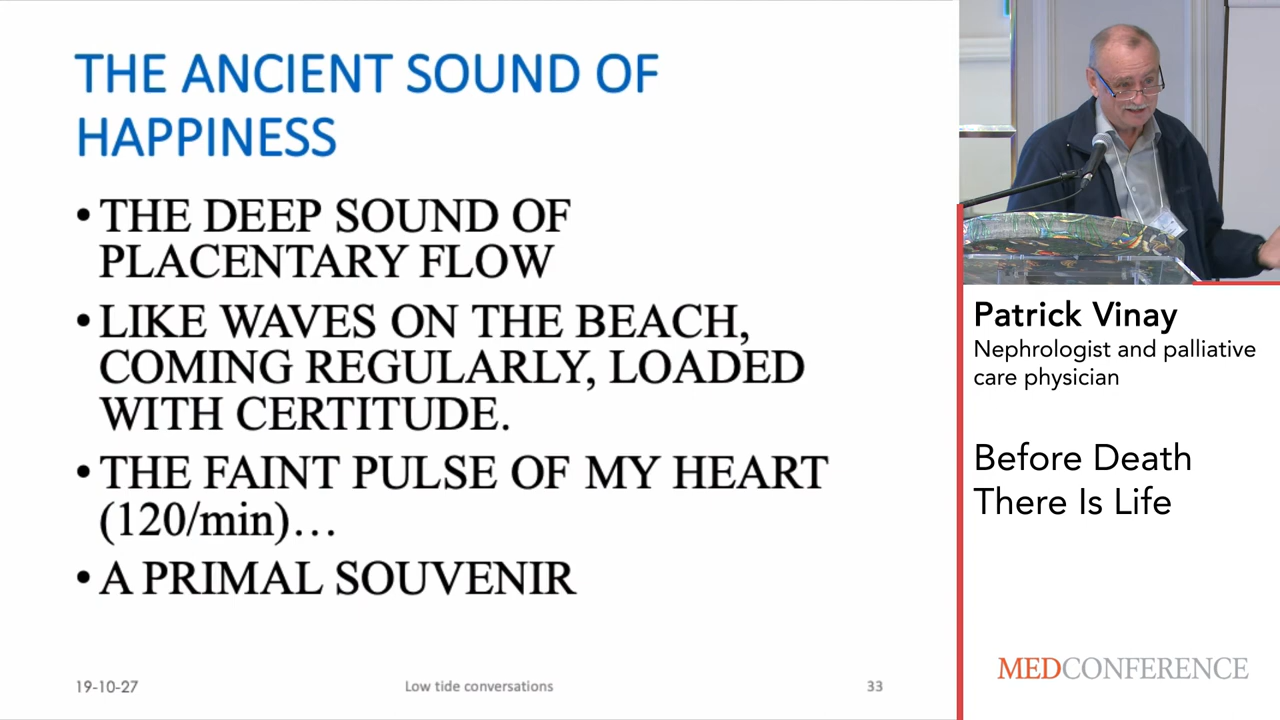 THE ANCIENT SOUND OF
HAPPINESS
• THE DEEP SOUND OF
PLACENTARY FLOW
• LIKE WAVES ON THE BEACH,
COMING REGULARLY, LOADED
WITH CERTITUDE.
• THE FAINT PULSE OF MY HEART
(120/min)…
• A PRIMAL SOUVENIR
19-10-27
Low tide conversations
33
Patrick Vinay
Nephrologist and palliative
care physician
Before Death
There Is Life
MEDCONFERENCE